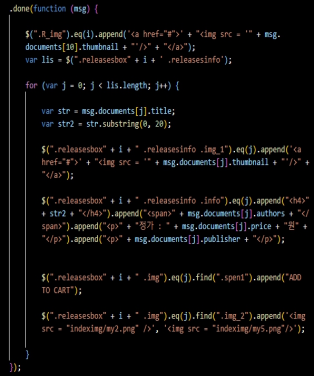 .done(function (msg) {
$(".R_img").eq(i).append('<a href="#">' + "<img src = '" + msg.
documents[10].thumbnail + "'/>" + "</a>");
var lis = $(".releasesbox" + i + ' .releasesinfo');
for (var j = 0; j < lis.length; j++) {
var str = msg.documents[j].title;
var str2 = str.substring(0, 20);
$(".releasesbox" + i + " .releasesinfo .img_1").eq(j).append('<a
href="#">' + "<img src = '" + msg.documents[j].thumbnail + "'/>" +
"</a>");
$(".releasesbox" + i + " .releasesinfo .info").eq(j).append("<h4>"
+ str2 + "</h4>").append("<span>" + msg.documents[j].authors + "</
span>").append("<p>" + "정가 : " + msg.documents[j].price + "원" +
"</p>").append("<p>" + msg.documents[j].publisher + "</p>");
$(".releasesbox" + i + " .img").eq(j).find(".spen1").append("ADD
TO CART");
$(".releasesbox" + i + " .img").eq(j).find(".img_2").append('<img
src = "indeximg/my2.png" />', '<img src = "indeximg/my5.png"/>');
}
});